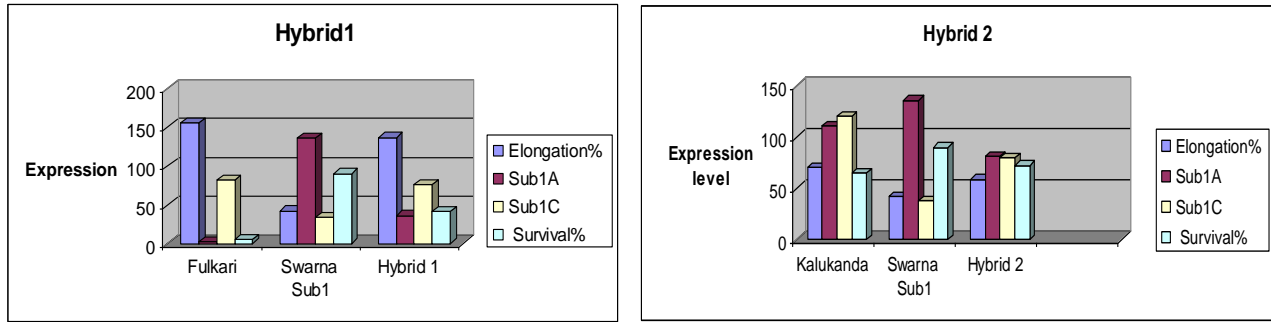 Hybrid1
200
150
100
50
0
Expression
Fulkari
Swarna
Sub1
Hybrid 1
Elongation%
Sub1A
Sub1C
Survival%
Hybrid 2
150
100
50
0
Expression
level
Kalukanda
Swarna
Sub1
Hybrid 2
Elongation%
Sub1A
Sub1C
Survival%